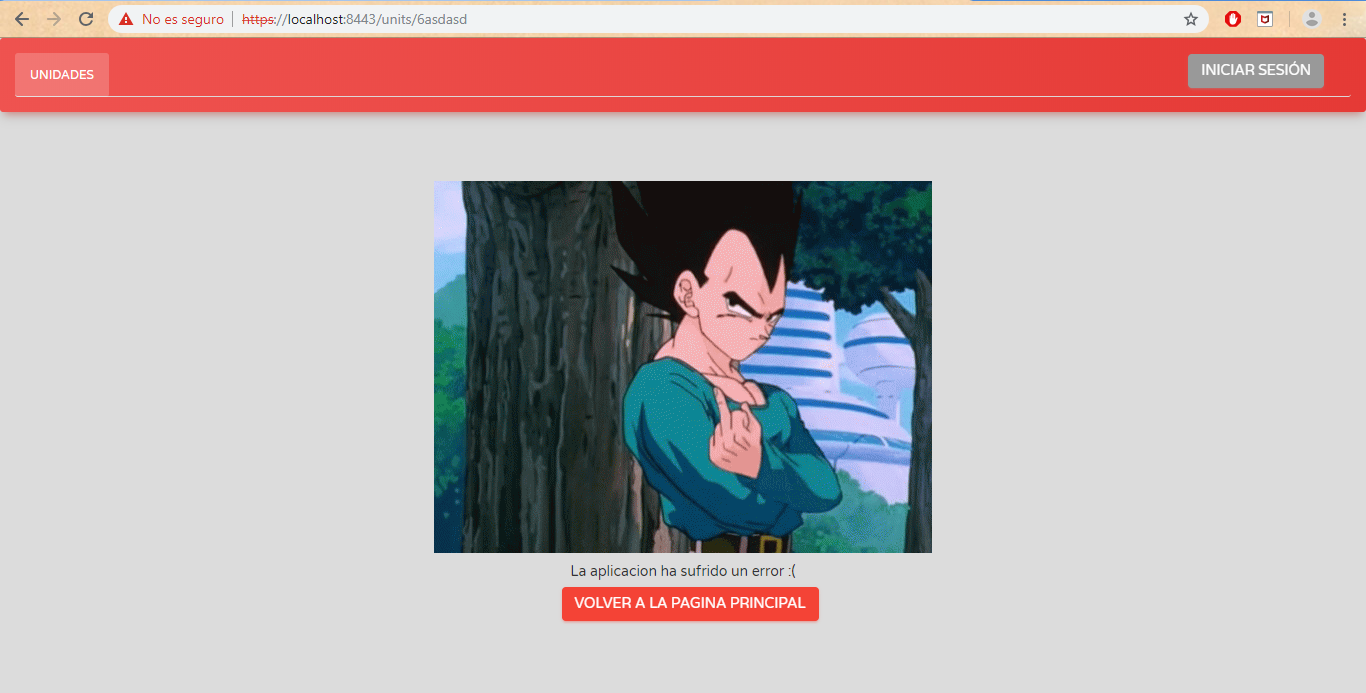 No es seguro | https://localhost:8443/units/6asdasd
UNIDADES
INICIAR SESIÓN
La aplicacion ha sufrido un error :(
VOLVER A LA PAGINA PRINCIPAL